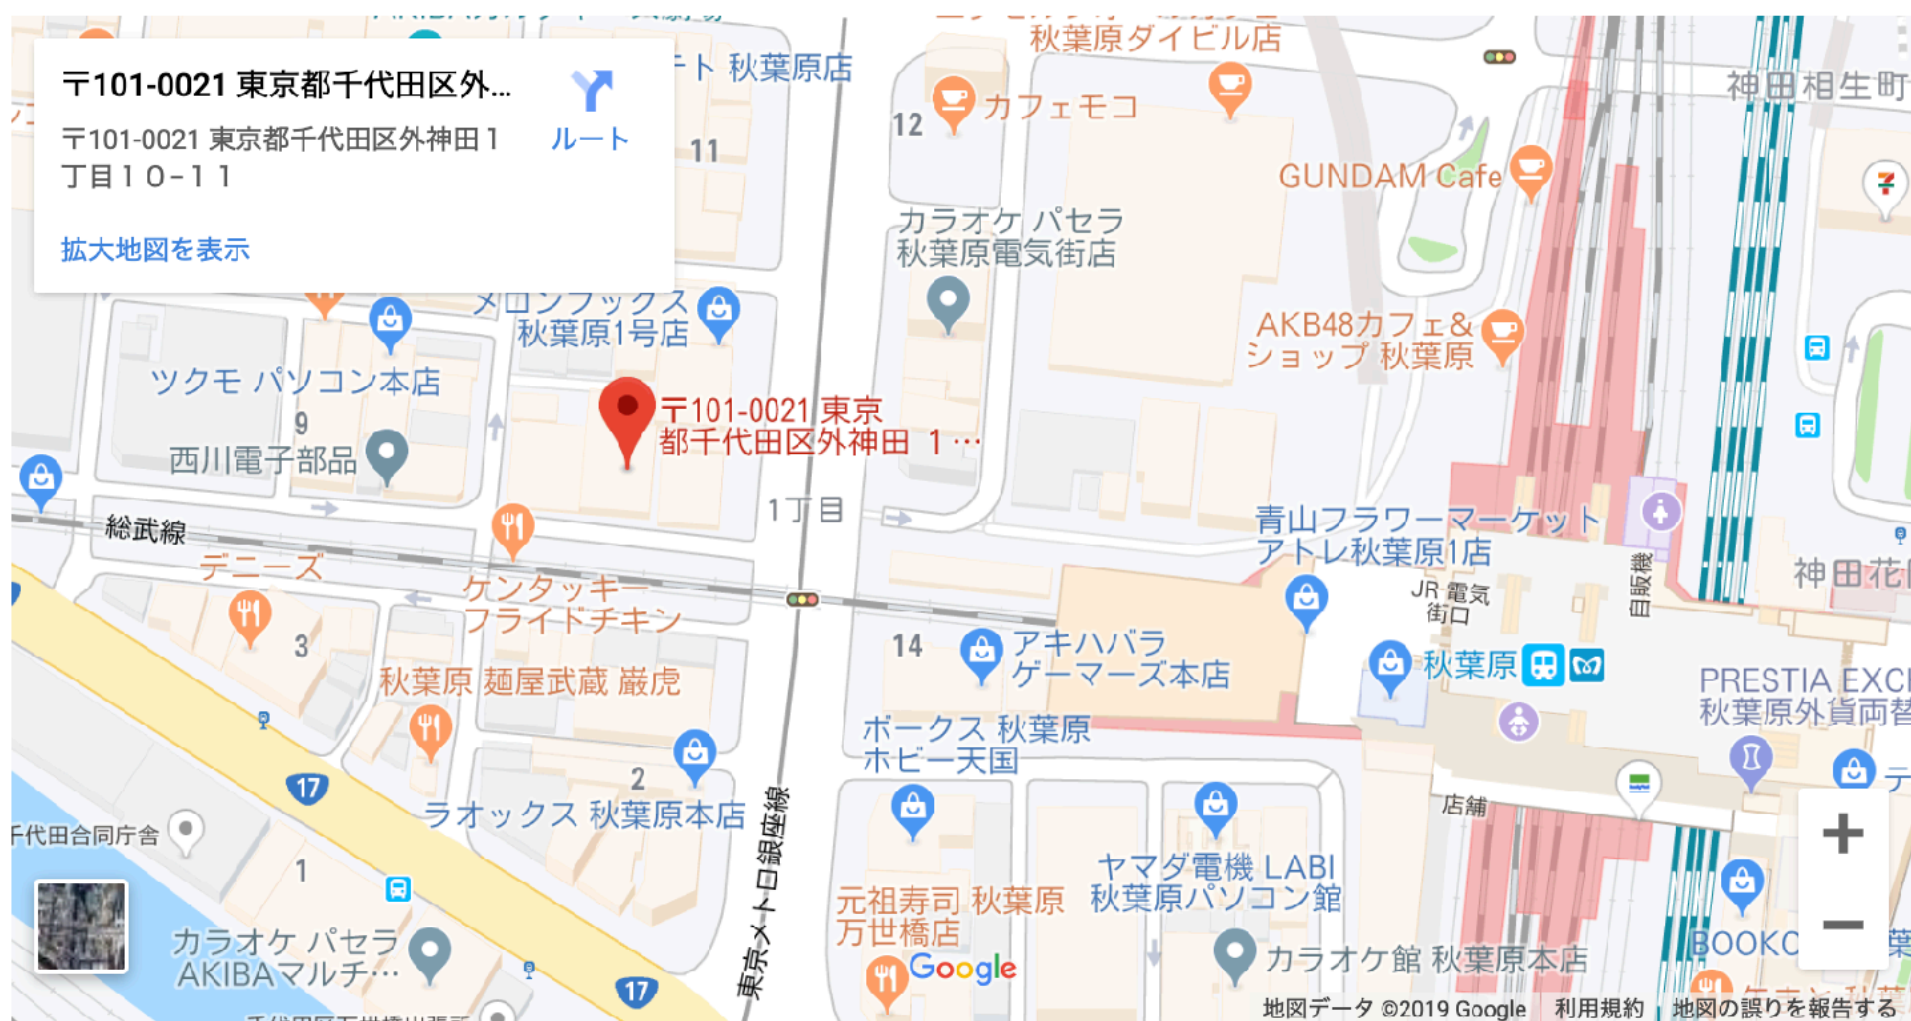 〒101-0021 東京都千代田区外...
〒101-0021 東京都千代田区外神田1
丁目10-11
ルート
拡大地図を表示
秋葉原店
11
12
カフェモコ
秋葉原ダイビル店
神田相生町
GUNDAM Cafe
カラオケ パセラ
秋葉原電気街店
メロンブックス
秋葉原1号店
AKB48カフェ&
ショップ 秋葉原
ツクモ パソコン本店
9
西川電子部品
〒101-0021 東京
都千代田区外神田 1 …
1丁目
総武線
デニーズ
ケンタッキー
フライドチキン
青山フラワーマーケット
アトレ秋葉原1店
JR 電気
街口
自販機
神田花
3
14
アキハバラ
ゲーマーズ本店
秋葉原
秋葉原 麺屋武蔵 巌虎
PRESTIA EXC
秋葉原外貨両替
ボークス 秋葉原
ホビー天国
17
2
ラオックス 秋葉原本店
東京メトロ銀座線
店舗
千代田合同庁舎
1
ヤマダ電機 LABI
秋葉原パソコン館
元祖寿司 秋葉原
万世橋店
カラオケ パセラ
AKIBAマルチ…
17
Google
カラオケ館 秋葉原本店
BOOKO
+
−
地図データ ©2019 Google
利用規約
地図の誤りを報告する